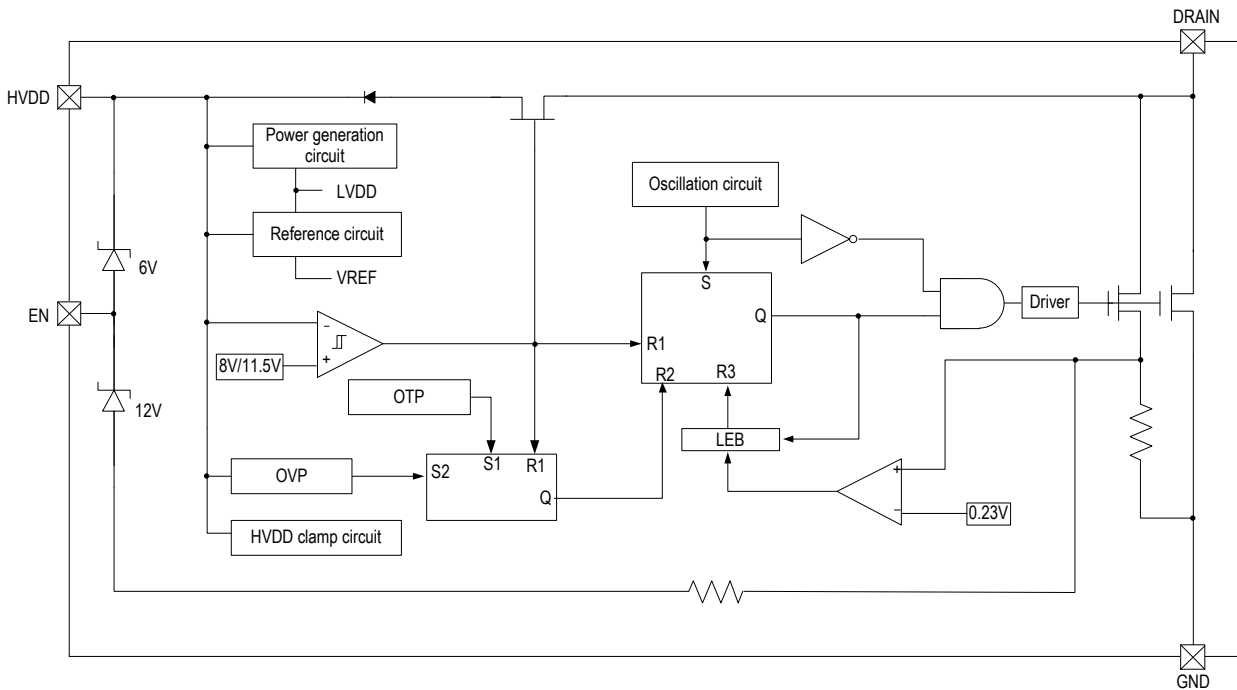 DRAIN
HVDD
Power generation
circuit
LVDD
Oscillation circuit
Reference circuit
6V
VREF
EN
S
Q
Driver
-
+
8V/11.5V
R1
R2
R3
12V
OTP
LEB
S2
S1
R1
Q
OVP
+
-
0.23V
HVDD clamp circuit
GND